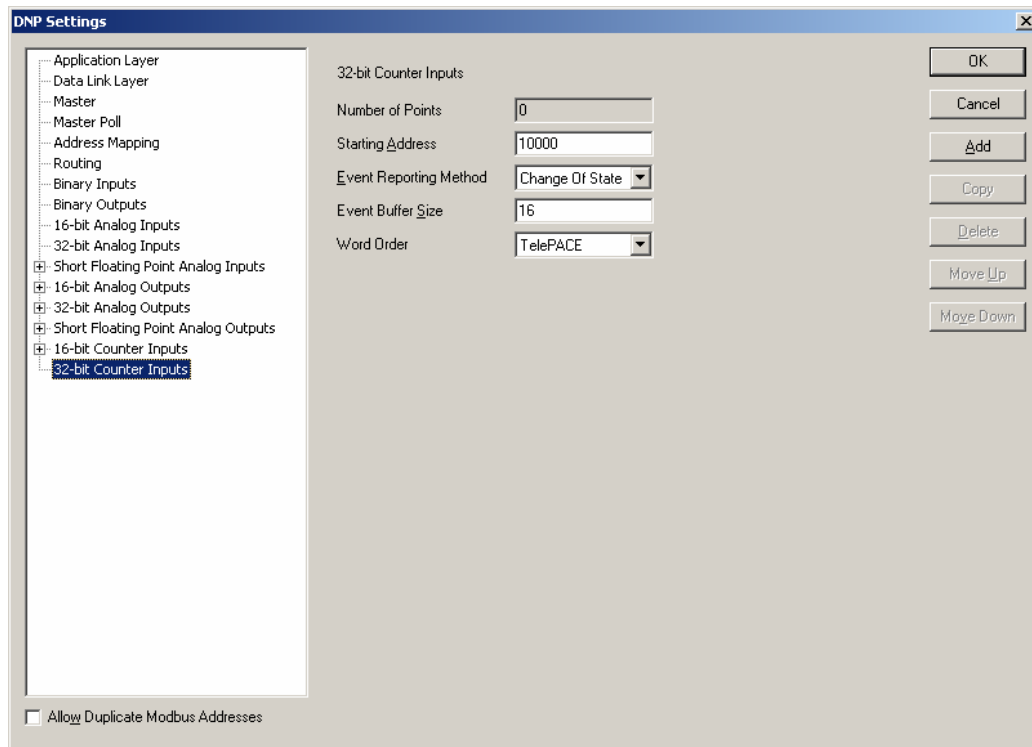 DNP Settings
Application Layer
Data Link Layer
Master
Master Poll
Address Mapping
Routing
Binary Inputs
Binary Outputs
16-bit Analog Inputs
32-bit Analog Inputs
Short Floating Point Analog Inputs
16-bit Analog Outputs
32-bit Analog Outputs
Short Floating Point Analog Outputs
16-bit Counter Inputs
32-bit Counter Inputs
Allow Duplicate Modbus Addresses
32-bit Counter Inputs
Number of Points 0
Starting Address 10000
Event Reporting Method Change Of State
Event Buffer Size 16
Word Order TelePACE
OK
Cancel
Add
Copy
Delete
Move Up
Move Down